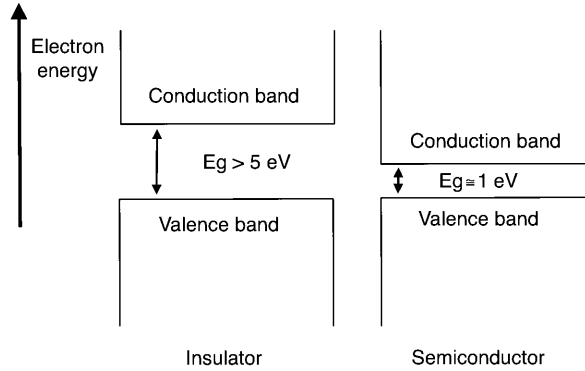 Electron
energy
Conduction band
Eg > 5 eV
Valence band
Insulator
Conduction band
Eg ≅ 1 eV
Valence band
Semiconductor